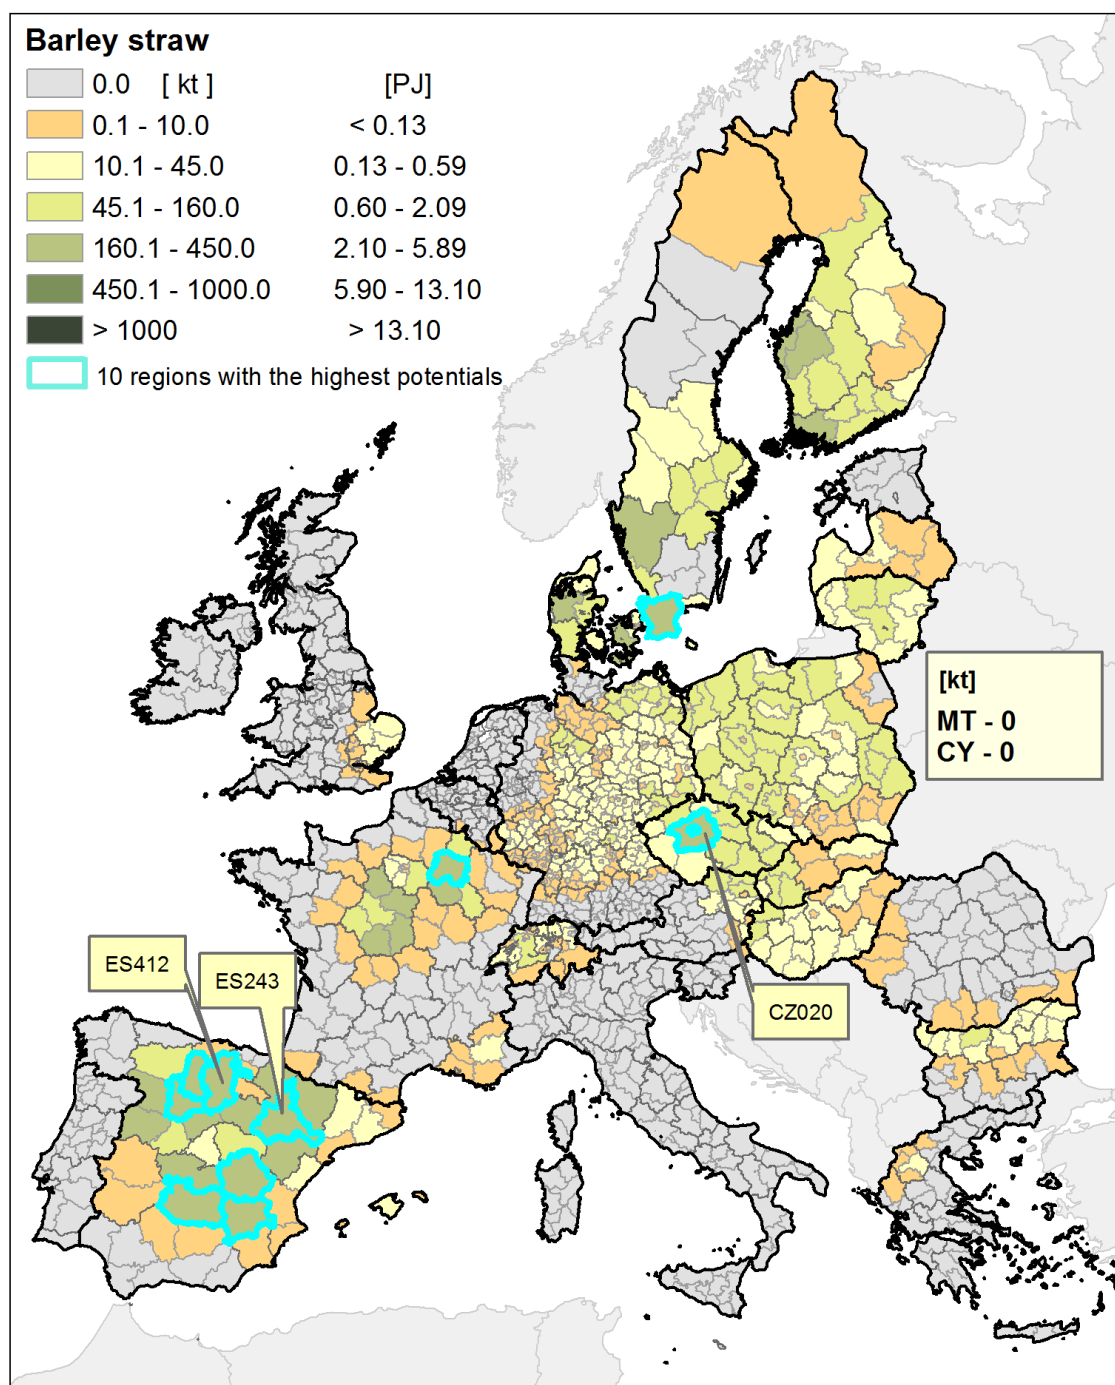 Barley straw
0.0 [ kt ] [PJ]
0.1 - 10.0 < 0.13
10.1 - 45.0 0.13 - 0.59
45.1 - 160.0 0.60 - 2.09
160.1 - 450.0 2.10 - 5.89
450.1 - 1000.0 5.90 - 13.10
> 1000 > 13.10
10 regions with the highest potentials
[kt]
MT - 0
CY - 0
ES412
ES243
CZ020